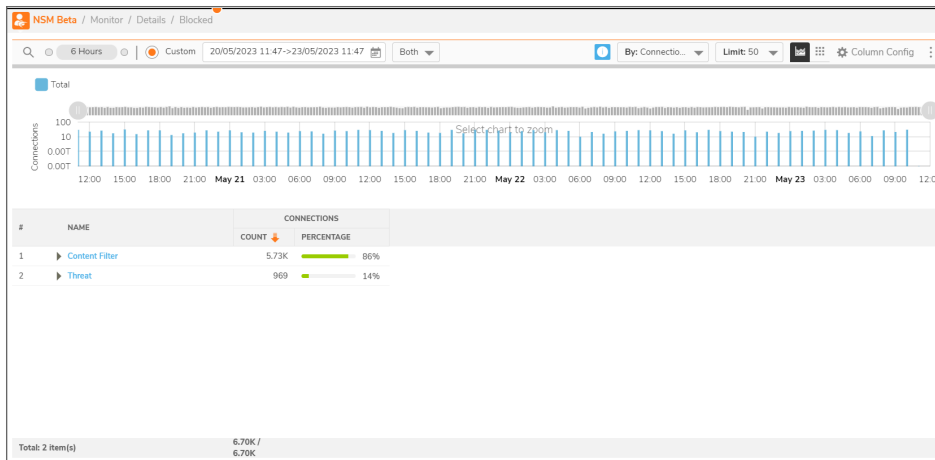 NSM Beta / Monitor / Details / Blocked
6 Hours Custom 20/05/2023 11:47->23/05/2023 11:47 Both By: Connectio... Limit: 50 Column Config
Total
Select chart to zoom
Connections
100
10
0.00T
0.00T
12:00 15:00 18:00 21:00 May 21 03:00 06:00 09:00 12:00 15:00 18:00 21:00 May 22 03:00 06:00 09:00 12:00 15:00 18:00 21:00 May 23 03:00 06:00 09:00 12:0
# NAME CONNECTIONS
COUNT PERCENTAGE
1 Content Filter 5.73K 86%
2 Threat 969 14%
Total: 2 item(s) 6.70K /
6.70K